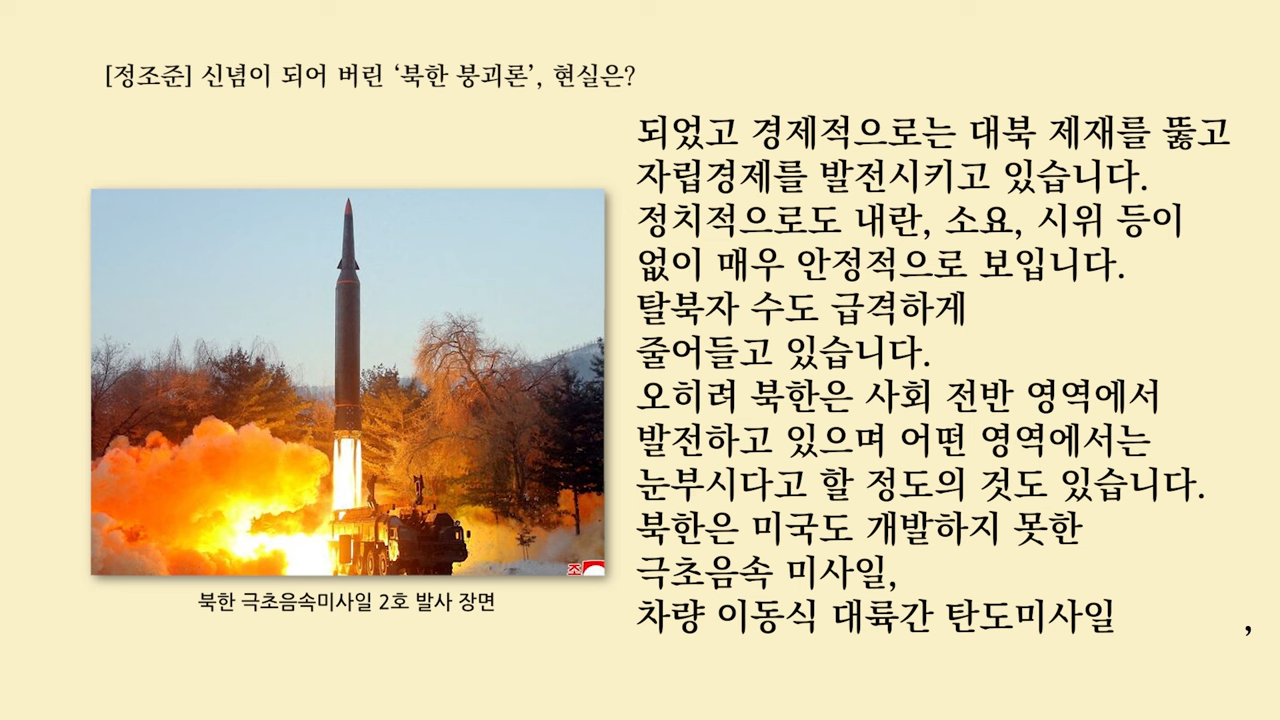 [정조준] 신념이 되어 버린 ‘북한 붕괴론’, 현실은?
되었고 경제적으로는 대북 제재를 뚫고
자립경제를 발전시키고 있습니다.
정치적으로도 내란, 소요, 시위 등이
없이 매우 안정적으로 보입니다.
탈북자 수도 급격하게
줄어들고 있습니다.
오히려 북한은 사회 전반 영역에서
발전하고 있으며 어떤 영역에서는
눈부시다고 할 정도의 것도 있습니다.
북한은 미국도 개발하지 못한
극초음속 미사일,
차량 이동식 대륙간 탄도미사일 ,
조
북한 극초음속미사일 2호 발사 장면